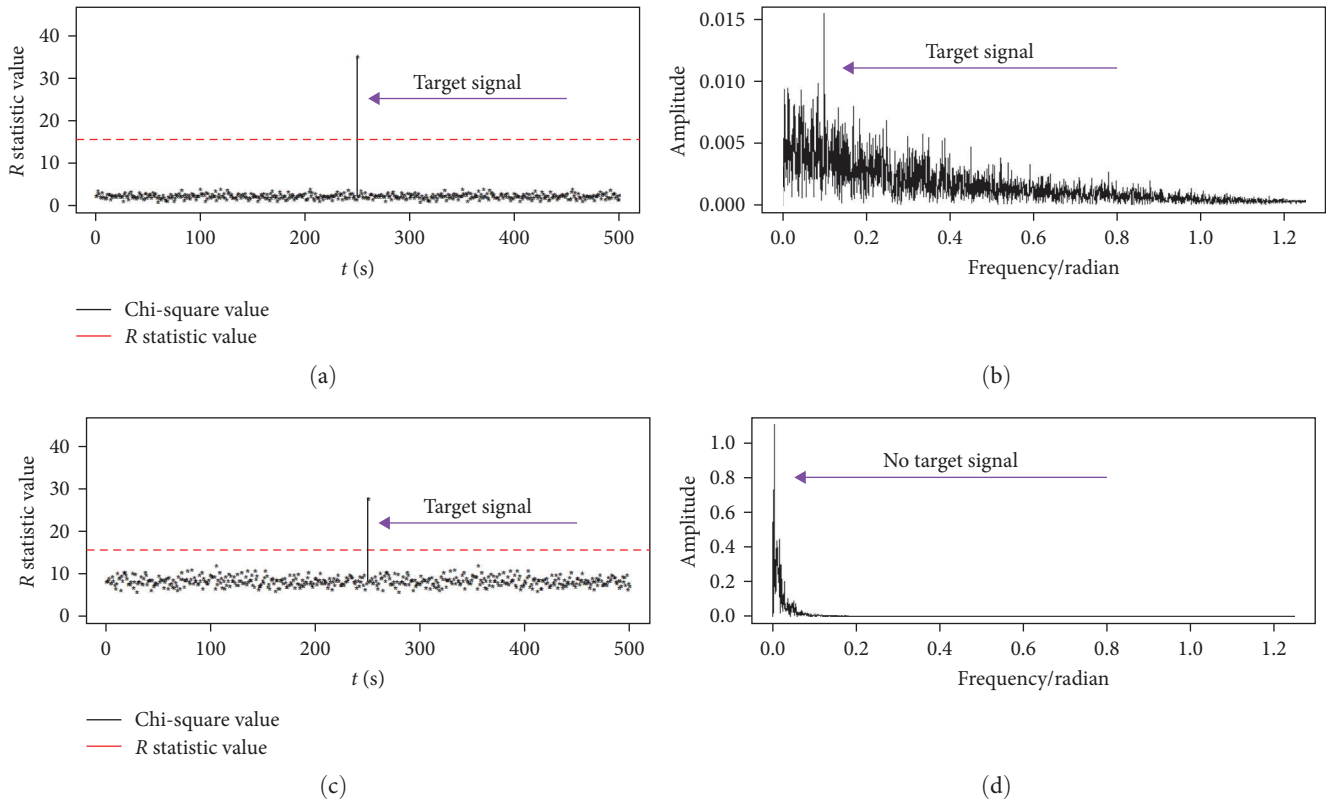 40
30
20
10
0
R statistic value
Target signal
0
100
200
300
400
500
t (s)
Chi-square value
R statistic value
(a)
0.015
0.010
0.005
0.000
Amplitude
Target signal
0.0
0.2
0.4
0.6
0.8
1.0
1.2
Frequency/radian
(b)
40
30
20
10
0
R statistic value
Target signal
0
100
200
300
400
500
t (s)
Chi-square value
R statistic value
(c)
1.0
0.8
0.6
0.4
0.2
0.0
Amplitude
No target signal
0.0
0.2
0.4
0.6
0.8
1.0
1.2
Frequency/radian
(d)